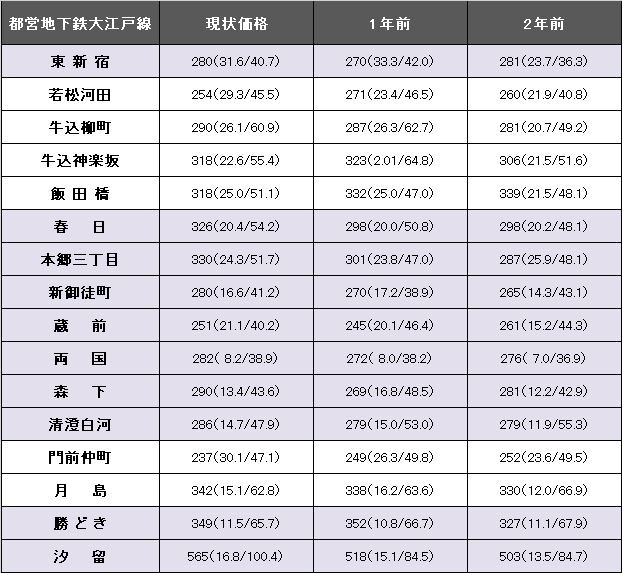 都営地下鉄大江戸線 現状価格 1年前 2年前
東新宿 280(31.6/40.7) 270(33.3/42.0) 281(23.7/36.3)
若松河田 254(29.3/45.5) 271(23.4/46.5) 260(21.9/40.8)
牛込柳町 290(26.1/60.9) 287(26.3/62.7) 281(20.7/49.2)
牛込神楽坂 318(22.6/55.4) 323(2.01/64.8) 306(21.5/51.6)
飯田橋 318(25.0/51.1) 332(25.0/47.0) 339(21.5/48.1)
春日 326(20.4/54.2) 298(20.0/50.8) 298(20.2/48.1)
本郷三丁目 330(24.3/51.7) 301(23.8/47.0) 287(25.9/48.1)
新御徒町 280(16.6/41.2) 270(17.2/38.9) 265(14.3/43.1)
蔵前 251(21.1/40.2) 245(20.1/46.4) 261(15.2/44.3)
両国 282( 8.2/38.9) 272( 8.0/38.2) 276( 7.0/36.9)
森下 290(13.4/43.6) 269(16.8/48.5) 281(12.2/42.9)
清澄白河 286(14.7/47.9) 279(15.0/53.0) 279(11.9/55.3)
門前仲町 237(30.1/47.1) 249(26.3/49.8) 252(23.6/49.5)
月島 342(15.1/62.8) 338(16.2/63.6) 330(12.0/66.9)
勝どき 349(11.5/65.7) 352(10.8/66.7) 327(11.1/67.9)
汐留 565(16.8/100.4) 518(15.1/84.5) 503(13.5/84.7)